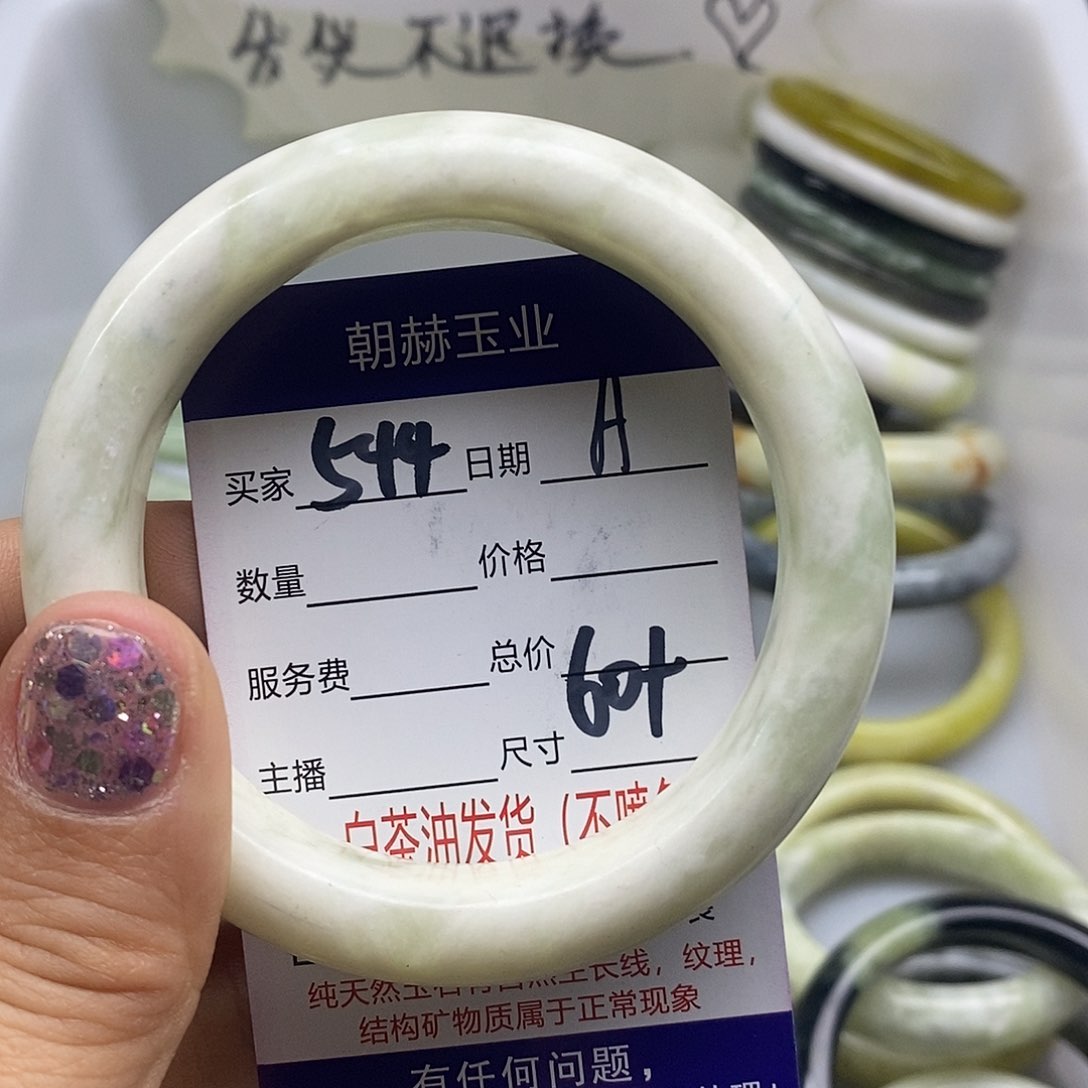 不退换
朝赫玉业
买家 544 日期 A
数量 价格
服务费 总价 60+
主播 尺寸
白茶油发货（不喷
纯天然玉石有自然生长线，纹理，
结构矿物质属于正常现象
有任何问题，